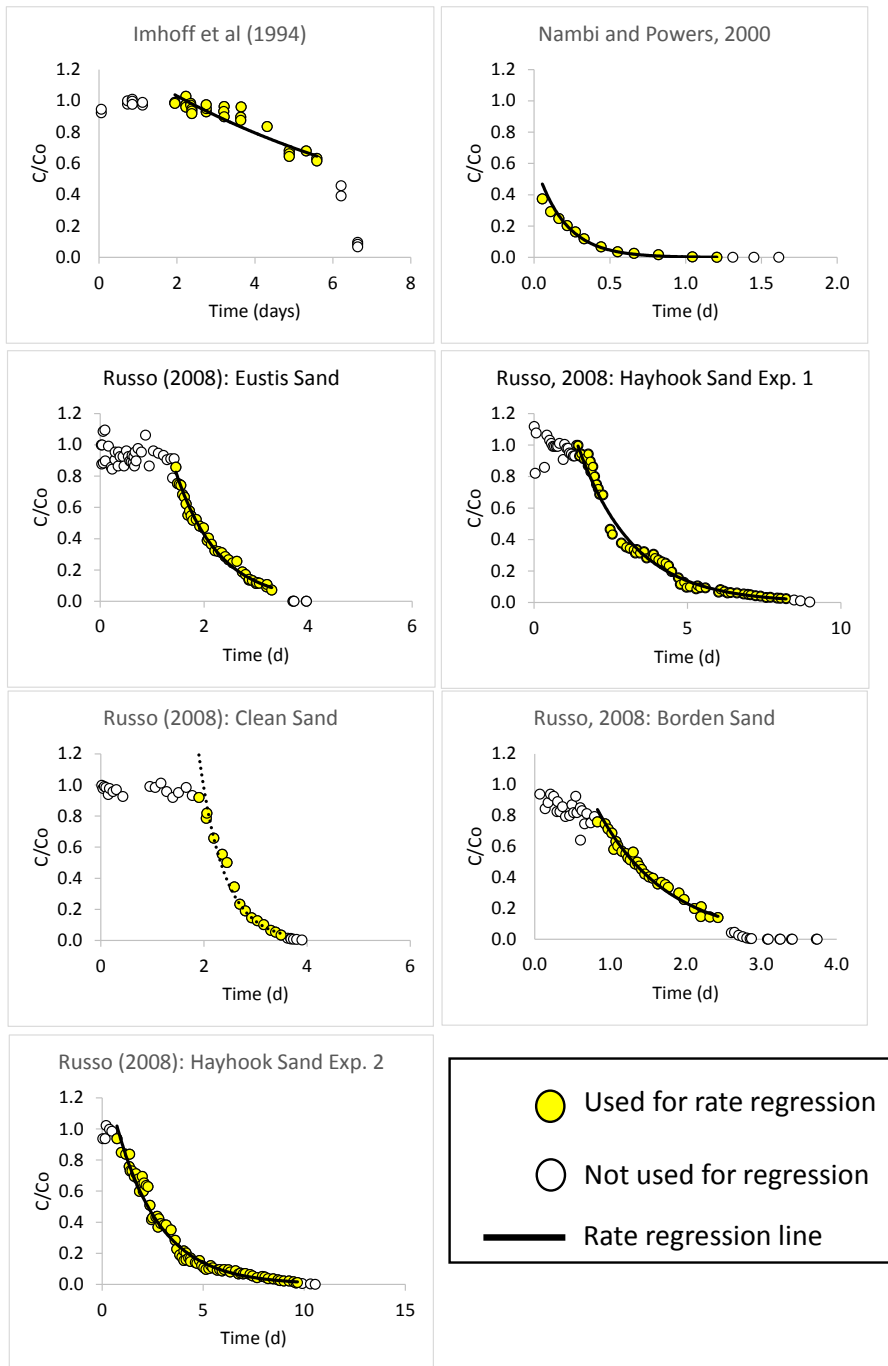 Imhoff et al (1994)
1.2
1.0
0.8
0.6
0.4
0.2
0.0
C/Co
0 2 4 6 8
Time (days)
Nambi and Powers, 2000
1.2
1.0
0.8
0.6
0.4
0.2
0.0
C/Co
0.0 0.5 1.0 1.5 2.0
Time (d)
Russo (2008): Eustis Sand
1.2
1.0
0.8
0.6
0.4
0.2
0.0
C/Co
0 2 4 6
Time (d)
Russo, 2008: Hayhook Sand Exp. 1
1.2
1.0
0.8
0.6
0.4
0.2
0.0
C/Co
0 5 10
Time (d)
Russo (2008): Clean Sand
1.2
1.0
0.8
0.6
0.4
0.2
0.0
C/Co
0 2 4 6
Time (d)
Russo, 2008: Borden Sand
1.2
1.0
0.8
0.6
0.4
0.2
0.0
C/Co
0.0 1.0 2.0 3.0 4.0
Time (d)
Russo (2008): Hayhook Sand Exp. 2
1.2
1.0
0.8
0.6
0.4
0.2
0.0
C/Co
0 5 10 15
Time (d)
Used for rate regression
Not used for regression
Rate regression line